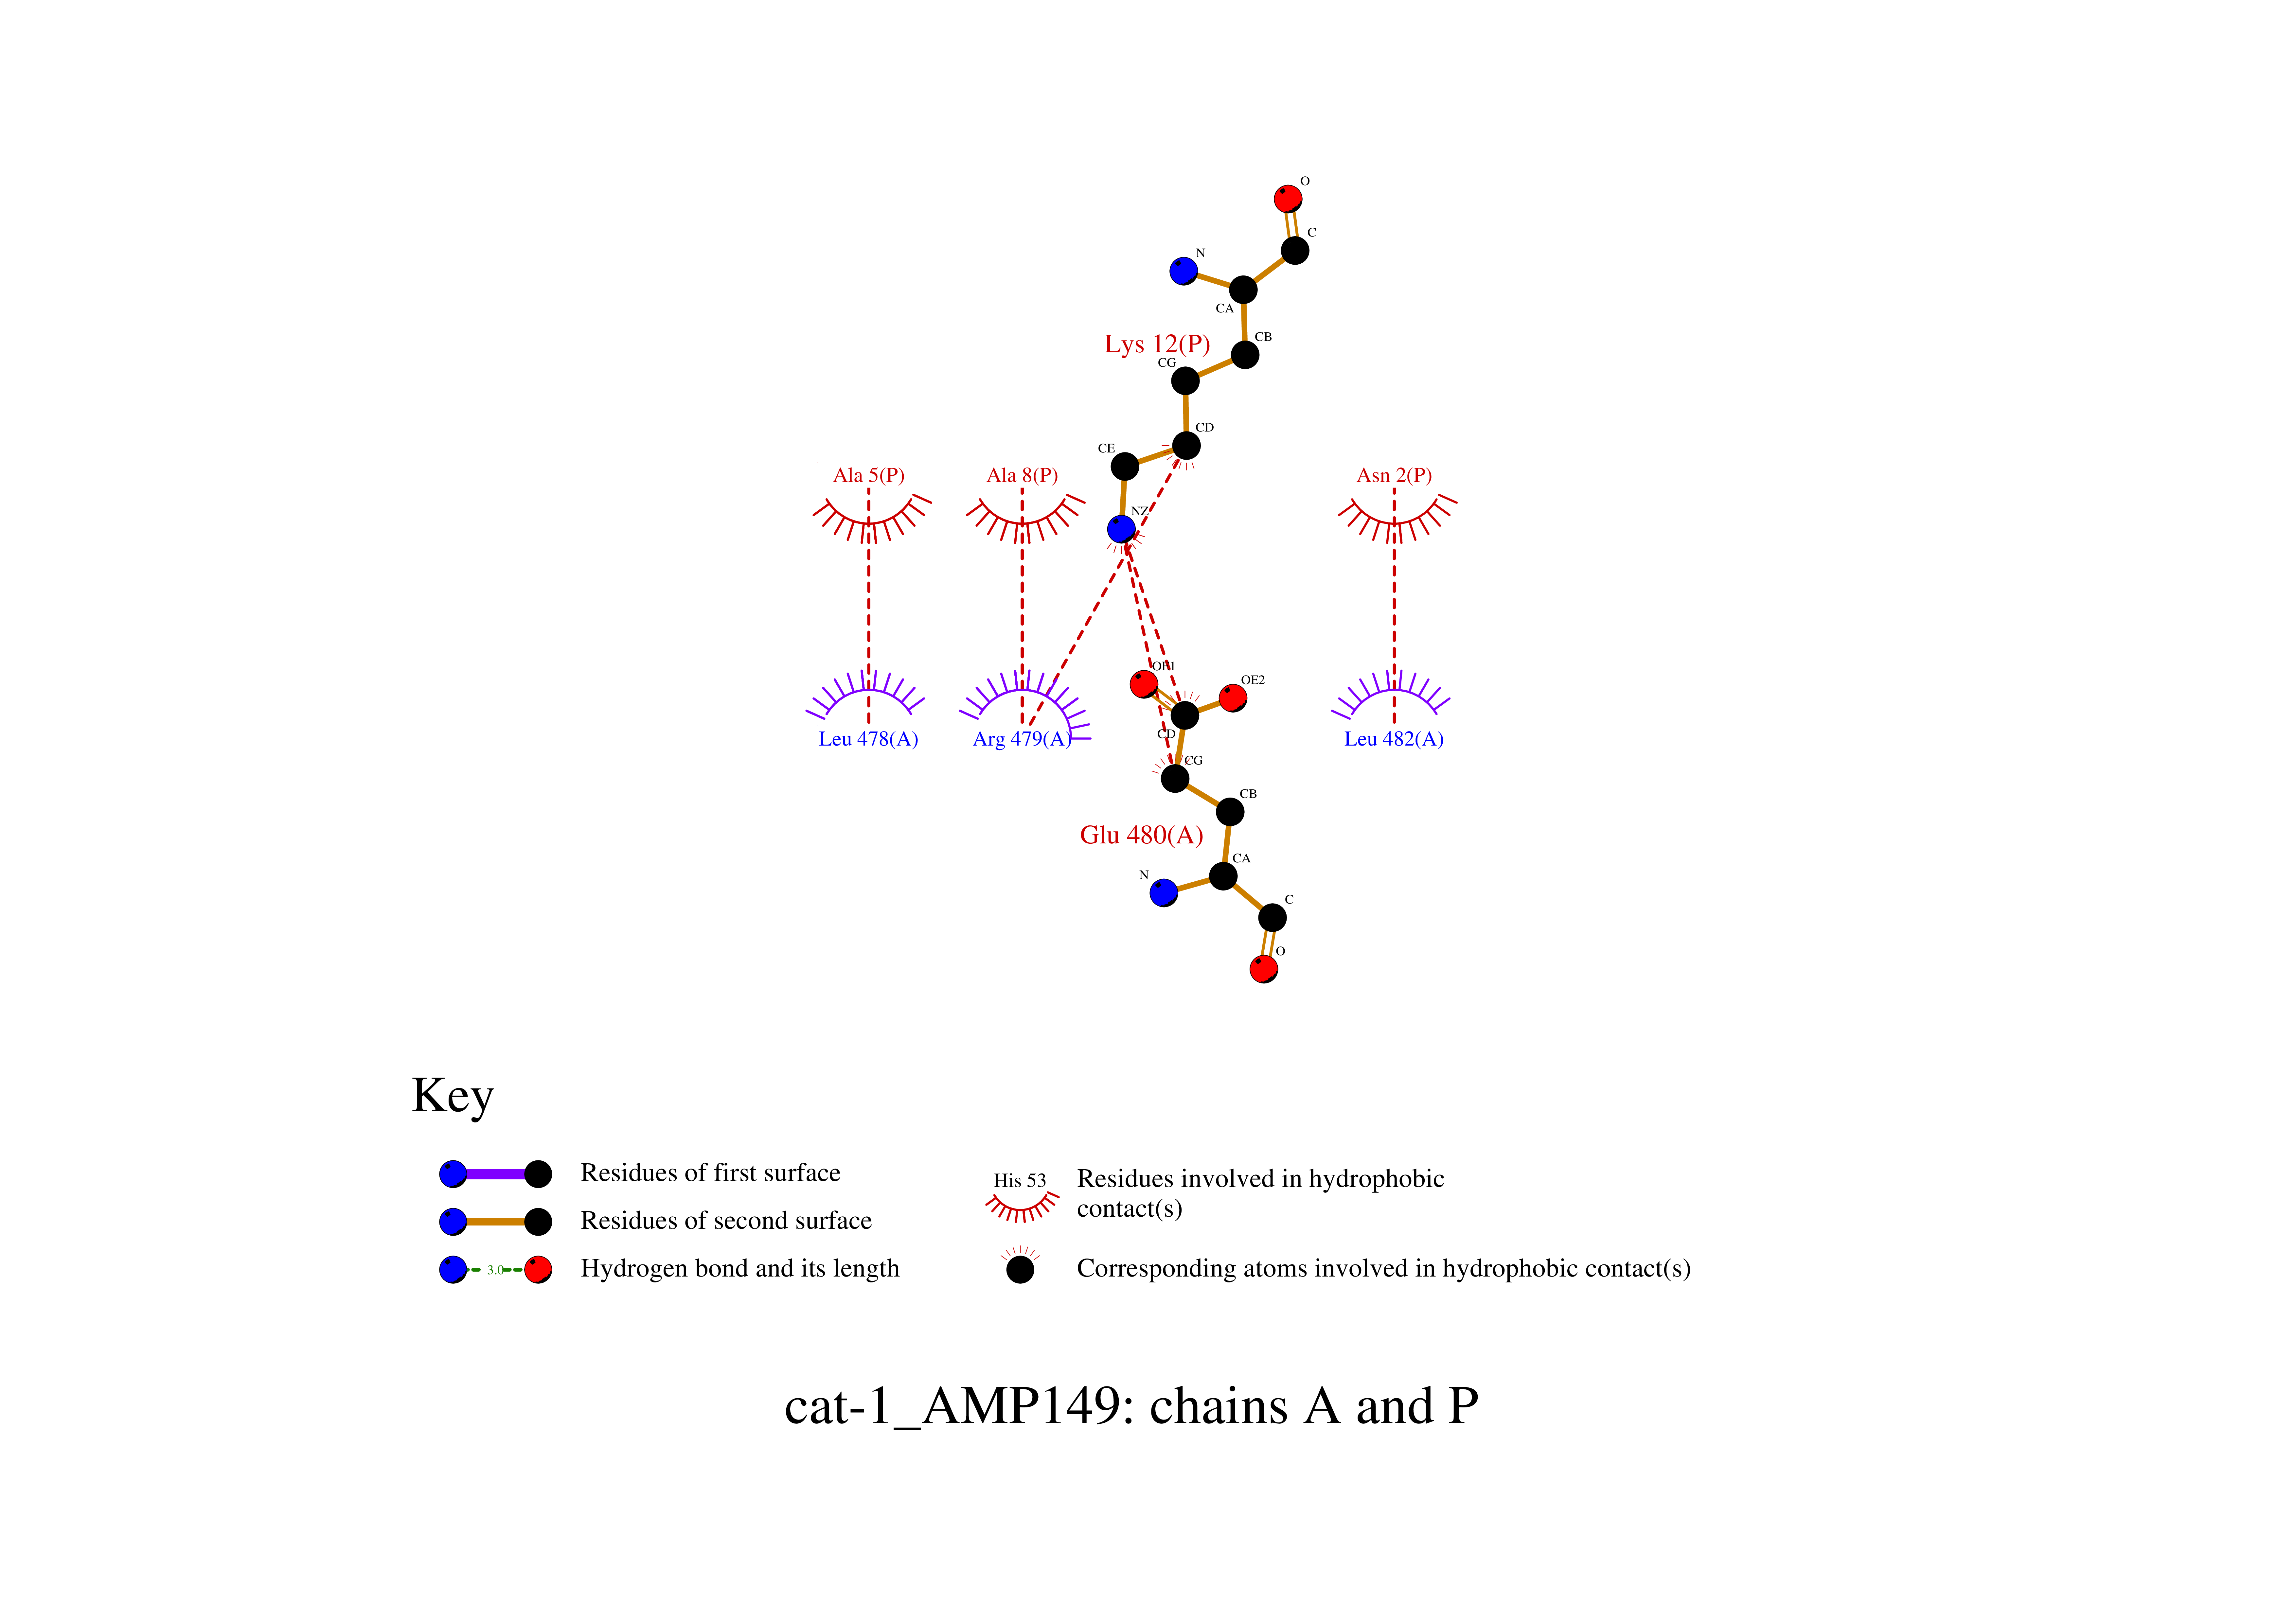 O
C
N
CA
CB
Lys 12(P)
CG
CD
CE
Ala 5(P)
Ala 8(P)
Asn 2(P)
NZ
OE1
OE2
CD
Leu 478(A)
Arg 479(A)
Leu 482(A)
CG
CB
Glu 480(A)
CA
N
C
O
Key
Residues of first surface
Residues of second surface
3.0
Hydrogen bond and its length
His 53
Residues involved in hydrophobic
contact(s)
Corresponding atoms involved in hydrophobic contact(s)
cat-1_AMP149: chains A and P